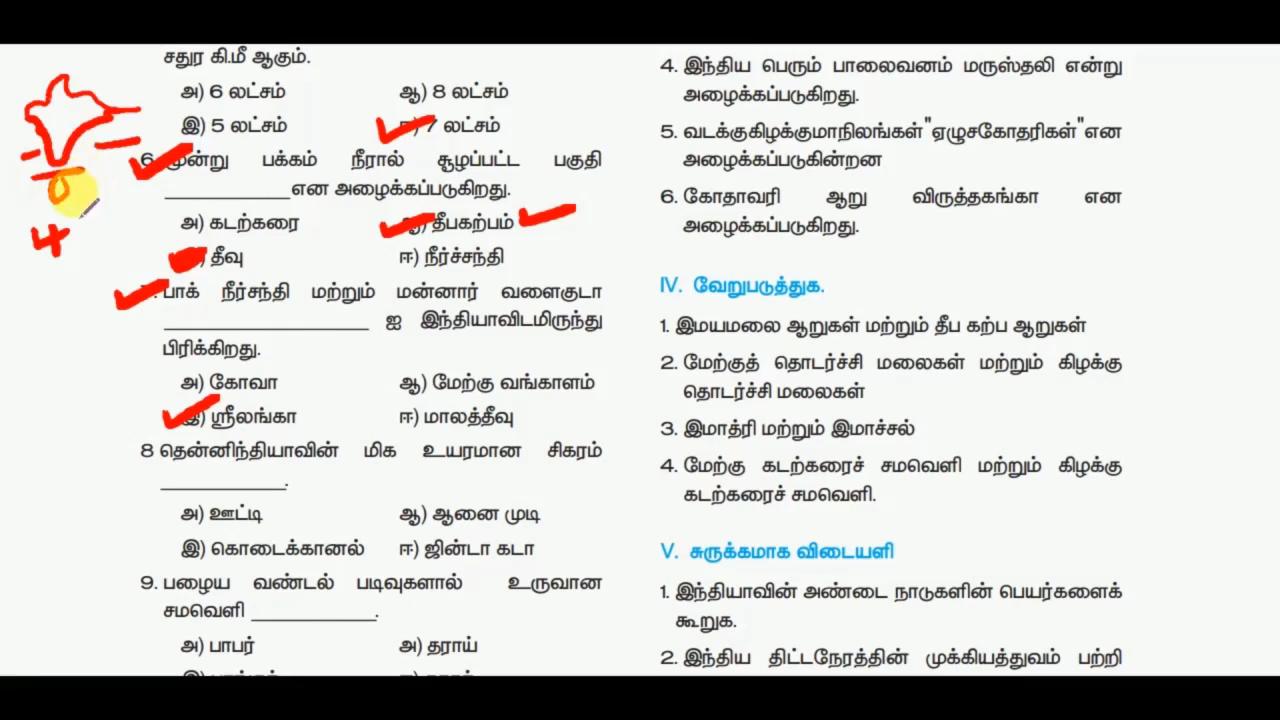 சதுர கி.மீ ஆகும்.
அ) 6 லட்சம் ஆ) 8 லட்சம்
இ) 5 லட்சம் 7 லட்சம்
6. மூன்று பக்கம் நீரால் சூழப்பட்ட பகுதி
____________ என அழைக்கப்படுகிறது.
அ) கடற்கரை ஆ) தீபகற்பம்
தீவு ஈ) நீர்ச்சந்தி
பாக் நீர்சந்தி மற்றும் மன்னார் வளைகுடா
____________________ ஐ இந்தியாவிடமிருந்து
பிரிக்கிறது.
அ) கோவா ஆ) மேற்கு வங்காளம்
இ) ஸ்ரீலங்கா ஈ) மாலத்தீவு
8 தென்னிந்தியாவின் மிக உயரமான சிகரம்
____________.
அ) ஊட்டி ஆ) ஆனை முடி
இ) கொடைக்கானல் ஈ) ஜின்டா கடா
9. பழைய வண்டல் படிவுகளால் உருவான
சமவெளி ____________.
அ) பாபர் அ) தராய்
4
4. இந்திய பெரும் பாலைவனம் மருஸ்தலி என்று
அழைக்கப்படுகிறது.
5. வடக்குகிழக்குமாநிலங்கள் "ஏழுசகோதரிகள்" என
அழைக்கப்படுகின்றன
6. கோதாவரி ஆறு விருத்தகங்கா என
அழைக்கப்படுகிறது.
IV. வேறுபடுத்துக.
1. இமயமலை ஆறுகள் மற்றும் தீப கற்ப ஆறுகள்
2. மேற்குத் தொடர்ச்சி மலைகள் மற்றும் கிழக்கு
தொடர்ச்சி மலைகள்
3. இமாத்ரி மற்றும் இமாச்சல்
4. மேற்கு கடற்கரைச் சமவெளி மற்றும் கிழக்கு
கடற்கரைச் சமவெளி.
V. சுருக்கமாக விடையளி
1. இந்தியாவின் அண்டை நாடுகளின் பெயர்களைக்
கூறுக.
2. இந்திய திட்டநேரத்தின் முக்கியத்துவம் பற்றி